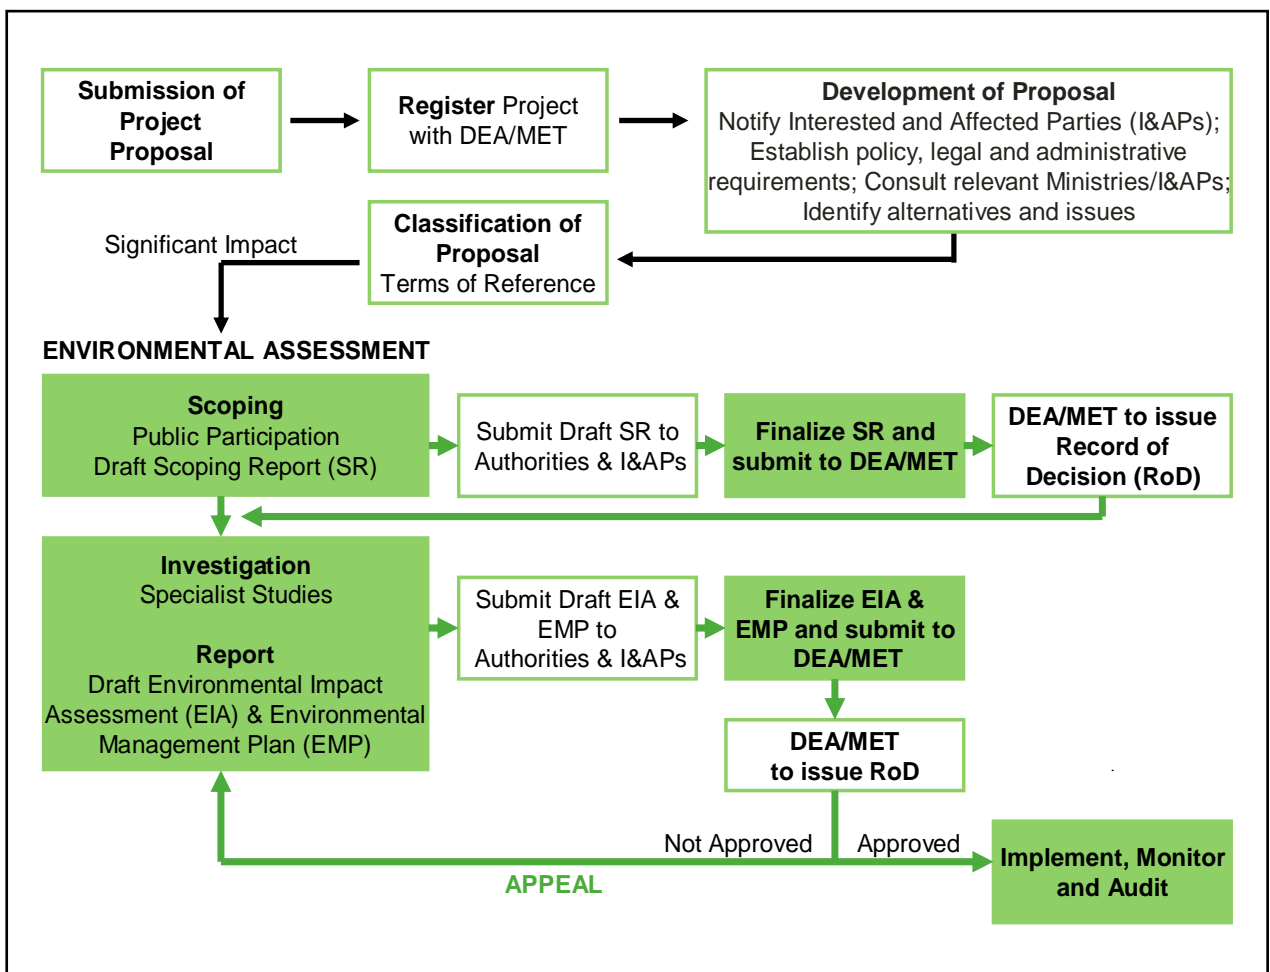 Submission of
Project
Proposal
Register Project
with DEA/MET
Development of Proposal
Notify Interested and Affected Parties (I&APs);
Establish policy, legal and administrative
requirements; Consult relevant Ministries/I&APs;
Identify alternatives and issues
Classification of
Proposal
Terms of Reference
Significant Impact
ENVIRONMENTAL ASSESSMENT
Scoping
Public Participation
Draft Scoping Report (SR)
Submit Draft SR to
Authorities & I&APs
Finalize SR and
submit to DEA/MET
DEA/MET to issue
Record of
Decision (RoD)
Investigation
Specialist Studies
Report
Draft Environmental Impact
Assessment (EIA) & Environmental
Management Plan (EMP)
Submit Draft EIA &
EMP to
Authorities & I&APs
Finalize EIA &
EMP and submit to
DEA/MET
DEA/MET
to issue RoD
Not Approved
Approved
APPEAL
Implement, Monitor
and Audit